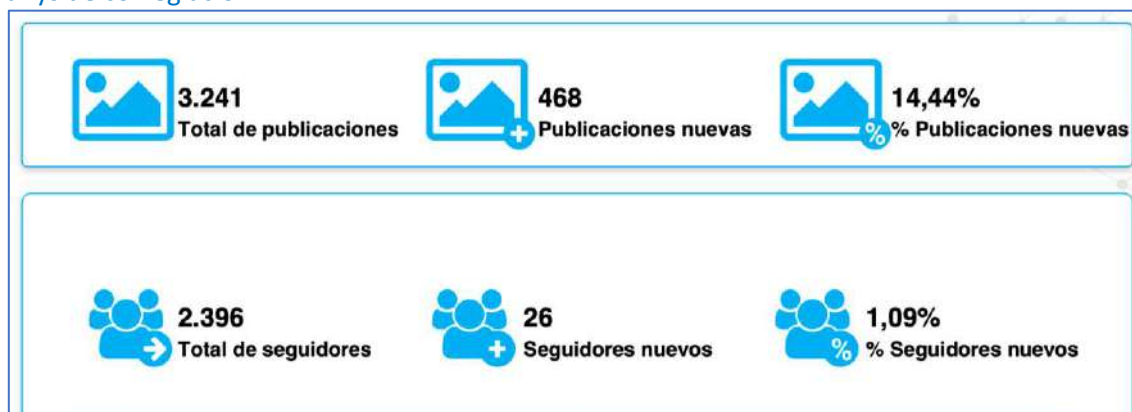 3.241
Total de publicaciones
468
Publicaciones nuevas
14,44%
% Publicaciones nuevas
2.396
Total de seguidores
26
Seguidores nuevos
1,09%
% Seguidores nuevos